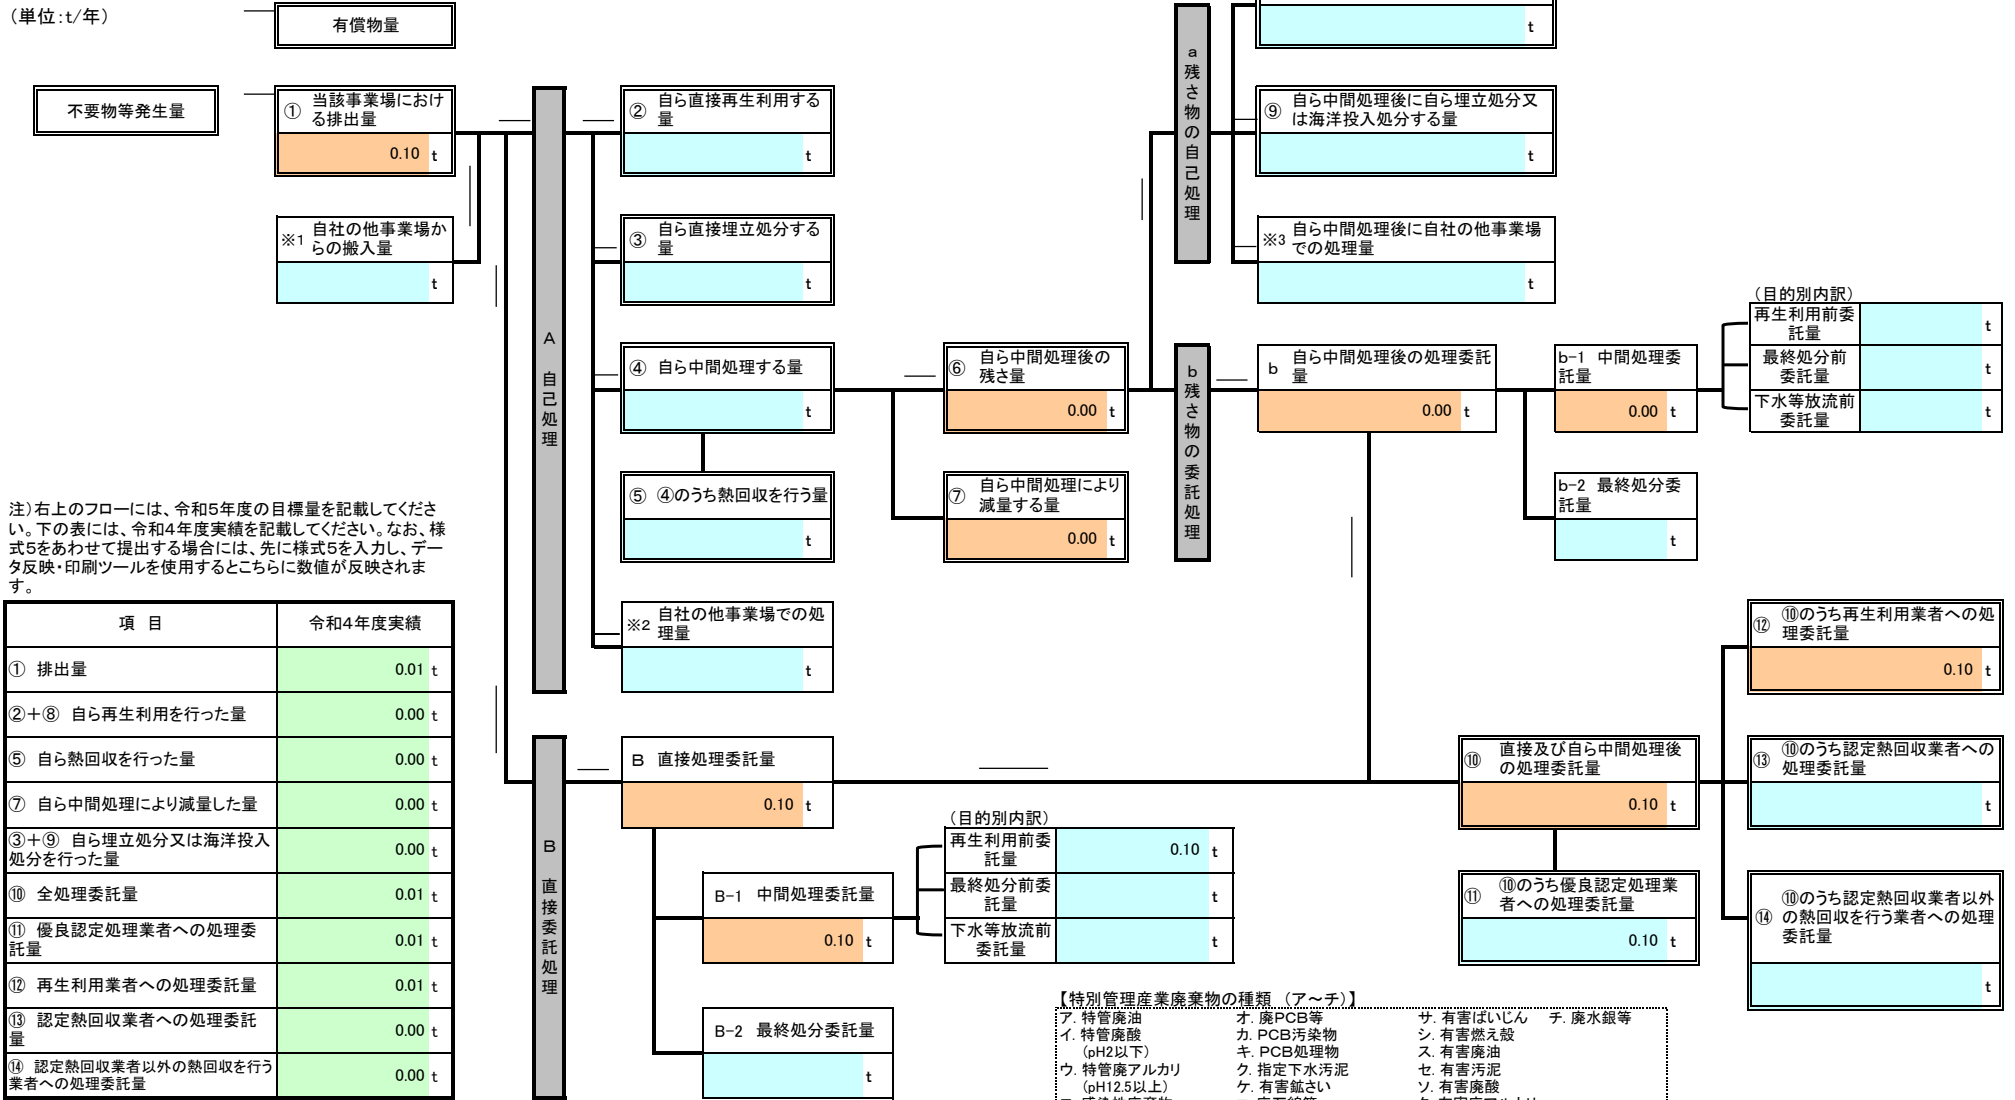 （単位：t/年）
有償物量
t
不要物等発生量
① 当該事業場におけ
る排出量
0.10 t
※1 自社の他事業場か
らの搬入量
t
A 自己処理
② 自ら直接再生利用する
量
t
③ 自ら直接埋立処分する
量
t
④ 自ら中間処理する量
t
⑤ ④のうち熱回収を行う量
t
※2 自社の他事業場での処
理量
t
⑥ 自ら中間処理後の
残さ量
0.00 t
⑦ 自ら中間処理により
減量する量
0.00 t
a 残さ物の自己処理
⑨ 自ら中間処理後に自ら埋立処分又
は海洋投入処分する量
t
※3 自ら中間処理後に自社の他事業場
での処理量
t
b 残さ物の委託処理
b 自ら中間処理後の処理委託
量
0.00 t
b-1 中間処理委
託量
0.00 t
b-2 最終処分委
託量
t
（目的別内訳）
再生利用前委
託量
t
最終処分前
委託量
t
下水等放流前
委託量
t
注）右上のフローには、令和5年度の目標量を記載してくださ
い。下の表には、令和4年度実績を記載してください。なお、様
式5をあわせて提出する場合には、先に様式5を入力し、デー
タ反映・印刷ツールを使用するとこちらに数値が反映されま
す。
項 目 令和4年度実績
① 排出量 0.01 t
②＋⑧ 自ら再生利用を行った量 0.00 t
⑤ 自ら熱回収を行った量 0.00 t
⑦ 自ら中間処理により減量した量 0.00 t
③＋⑨ 自ら埋立処分又は海洋投入
処分を行った量 0.00 t
⑩ 全処理委託量 0.01 t
⑪ 優良認定処理業者への処理委
託量 0.01 t
⑫ 再生利用業者への処理委託量 0.01 t
⑬ 認定熱回収業者への処理委託
量 0.00 t
⑭ 認定熱回収業者以外の熱回収を行う
業者への処理委託量 0.00 t
B 直接委託処理
B 直接処理委託量
0.10 t
B-1 中間処理委託量
0.10 t
B-2 最終処分委託量
t
（目的別内訳）
再生利用前委
託量
0.10 t
最終処分前委
託量
t
下水等放流前
委託量
t
⑩ 直接及び自ら中間処理後
の処理委託量
0.10 t
⑪ ⑩のうち優良認定処理業
者への処理委託量
0.10 t
⑫ ⑩のうち再生利用業者への処
理委託量
0.10 t
⑬ ⑩のうち認定熱回収業者への
処理委託量
t
⑭ ⑩のうち認定熱回収業者以外
の熱回収を行う業者への処理
委託量
t
【特別管理産業廃棄物の種類 （ア～チ）】
ア．特管廃油 オ．廃PCB等 サ．有害ばいじん チ．廃水銀等
イ．特管廃酸 カ．PCB汚染物 シ．有害燃え殻
（pH2以下） キ．PCB処理物 ス．有害廃油
ウ．特管廃アルカリ ク．指定下水汚泥 セ．有害汚泥
（pH12.5以上） ケ．有害鉱さい ソ．有害廃酸